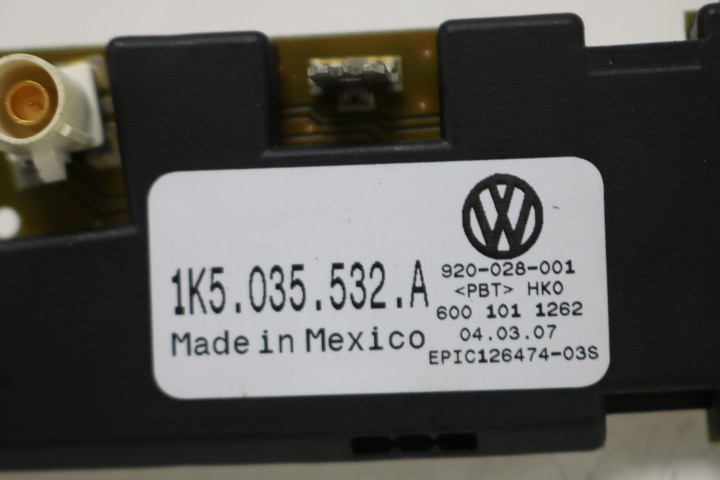 1K5.035.532.A
Made in Mexico
920-028-001
<PBT> HK0
600 101 1262
04.03.07
EPIC126474-03S